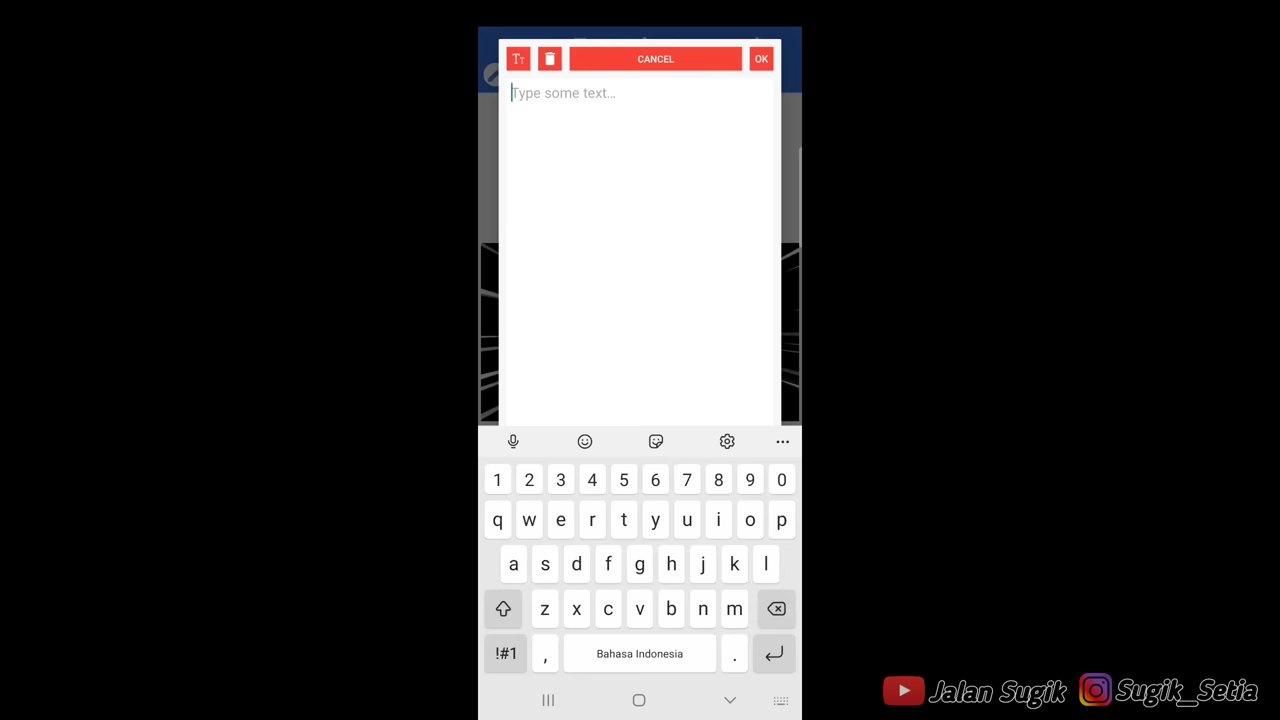 Tт CANCEL OK
Type some text...
1 2 3 4 5 6 7 8 9 0
q w e r t y u i o p
a s d f g h j k l
z x c v b n m
!#1 , Bahasa Indonesia .
Jalan Sugik Sugik_Setia